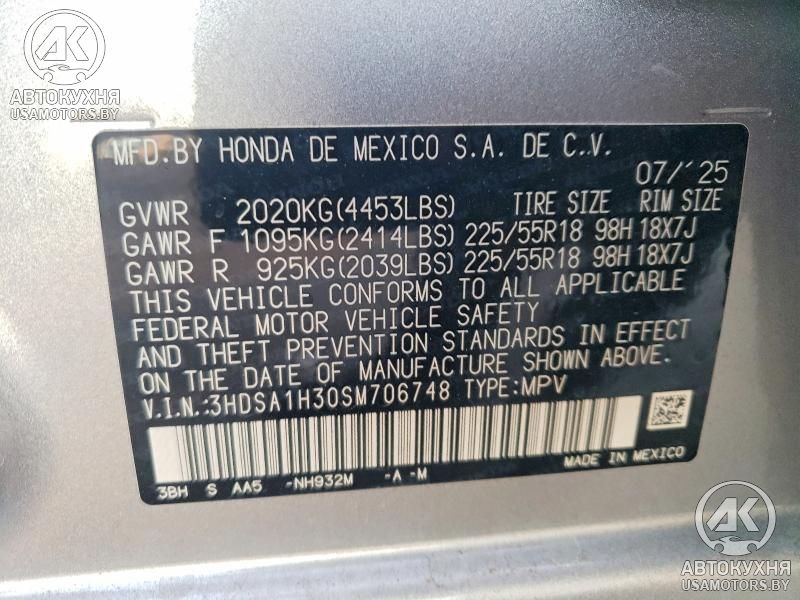 AK
АВТОКУХНЯ
USAMOTORS.BY
MFD.BY HONDA DE MEXICO S.A. DE C.V.
07/'25
GVWR 2020KG(4453LBS) TIRE SIZE RIM SIZE
GAWR F 1095KG(2414LBS) 225/55R18 98H 18X7J
GAWR R 925KG(2039LBS) 225/55R18 98H 18X7J
THIS VEHICLE CONFORMS TO ALL APPLICABLE
FEDERAL MOTOR VEHICLE SAFETY
AND THEFT PREVENTION STANDARDS IN EFFECT
ON THE DATE OF MANUFACTURE SHOWN ABOVE.
V.I.N.:3HDSA1H30SM706748 TYPE:MPV
MADE IN MEXICO
3BH S AA5 -NH932M -A -M
AK
АВТОКУХНЯ
USAMOTORS.BY